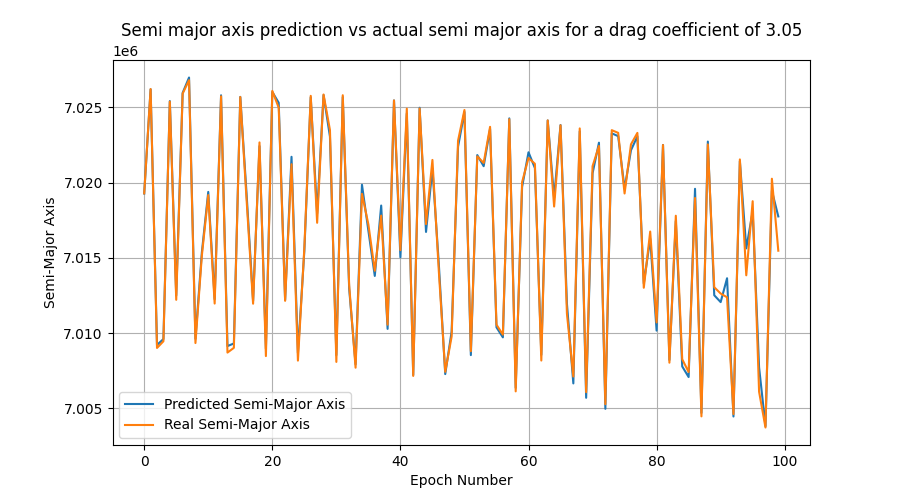 Semi major axis prediction vs actual semi major axis for a drag coefficient of 3.05
1e6
7.025
7.020
7.015
7.010
7.005
Semi-Major Axis
Predicted Semi-Major Axis
Real Semi-Major Axis
0 20 40 60 80 100
Epoch Number